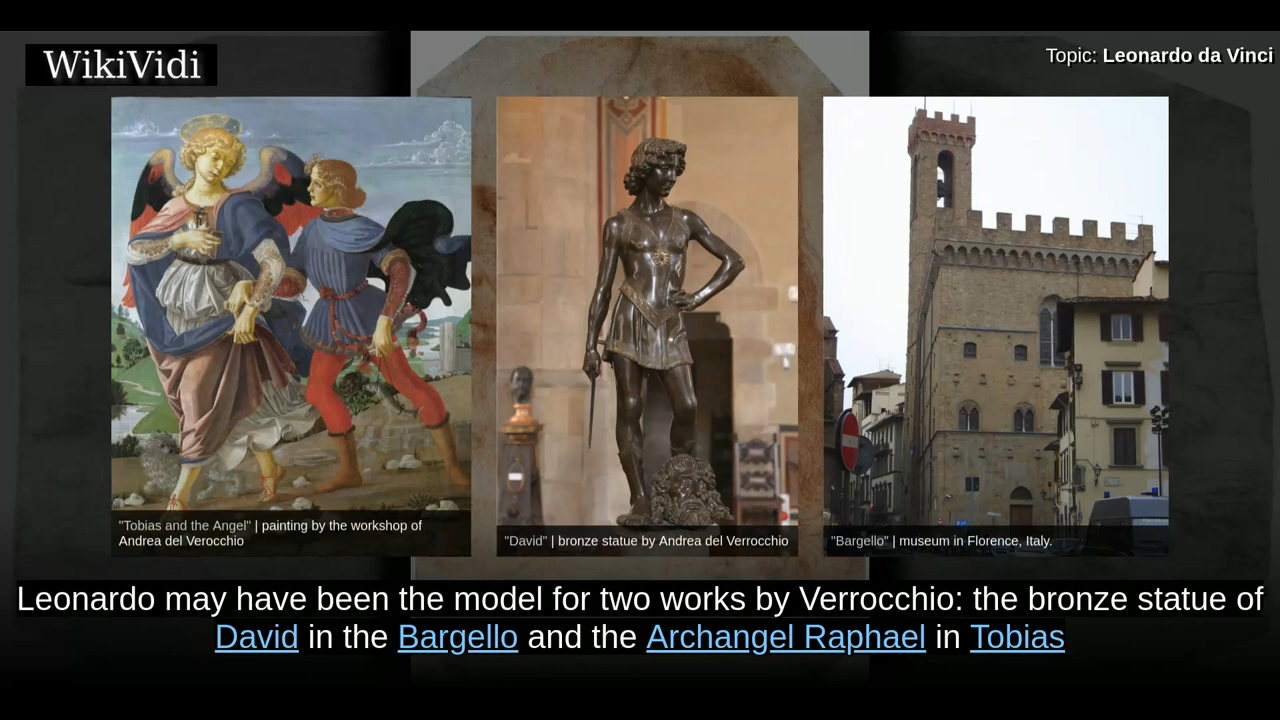 WikiVidi
Topic: Leonardo da Vinci
"Tobias and the Angel" | painting by the workshop of
Andrea del Verocchio
"David" | bronze statue by Andrea del Verrocchio
"Bargello" | museum in Florence, Italy.
Leonardo may have been the model for two works by Verrocchio: the bronze statue of
David in the Bargello and the Archangel Raphael in Tobias